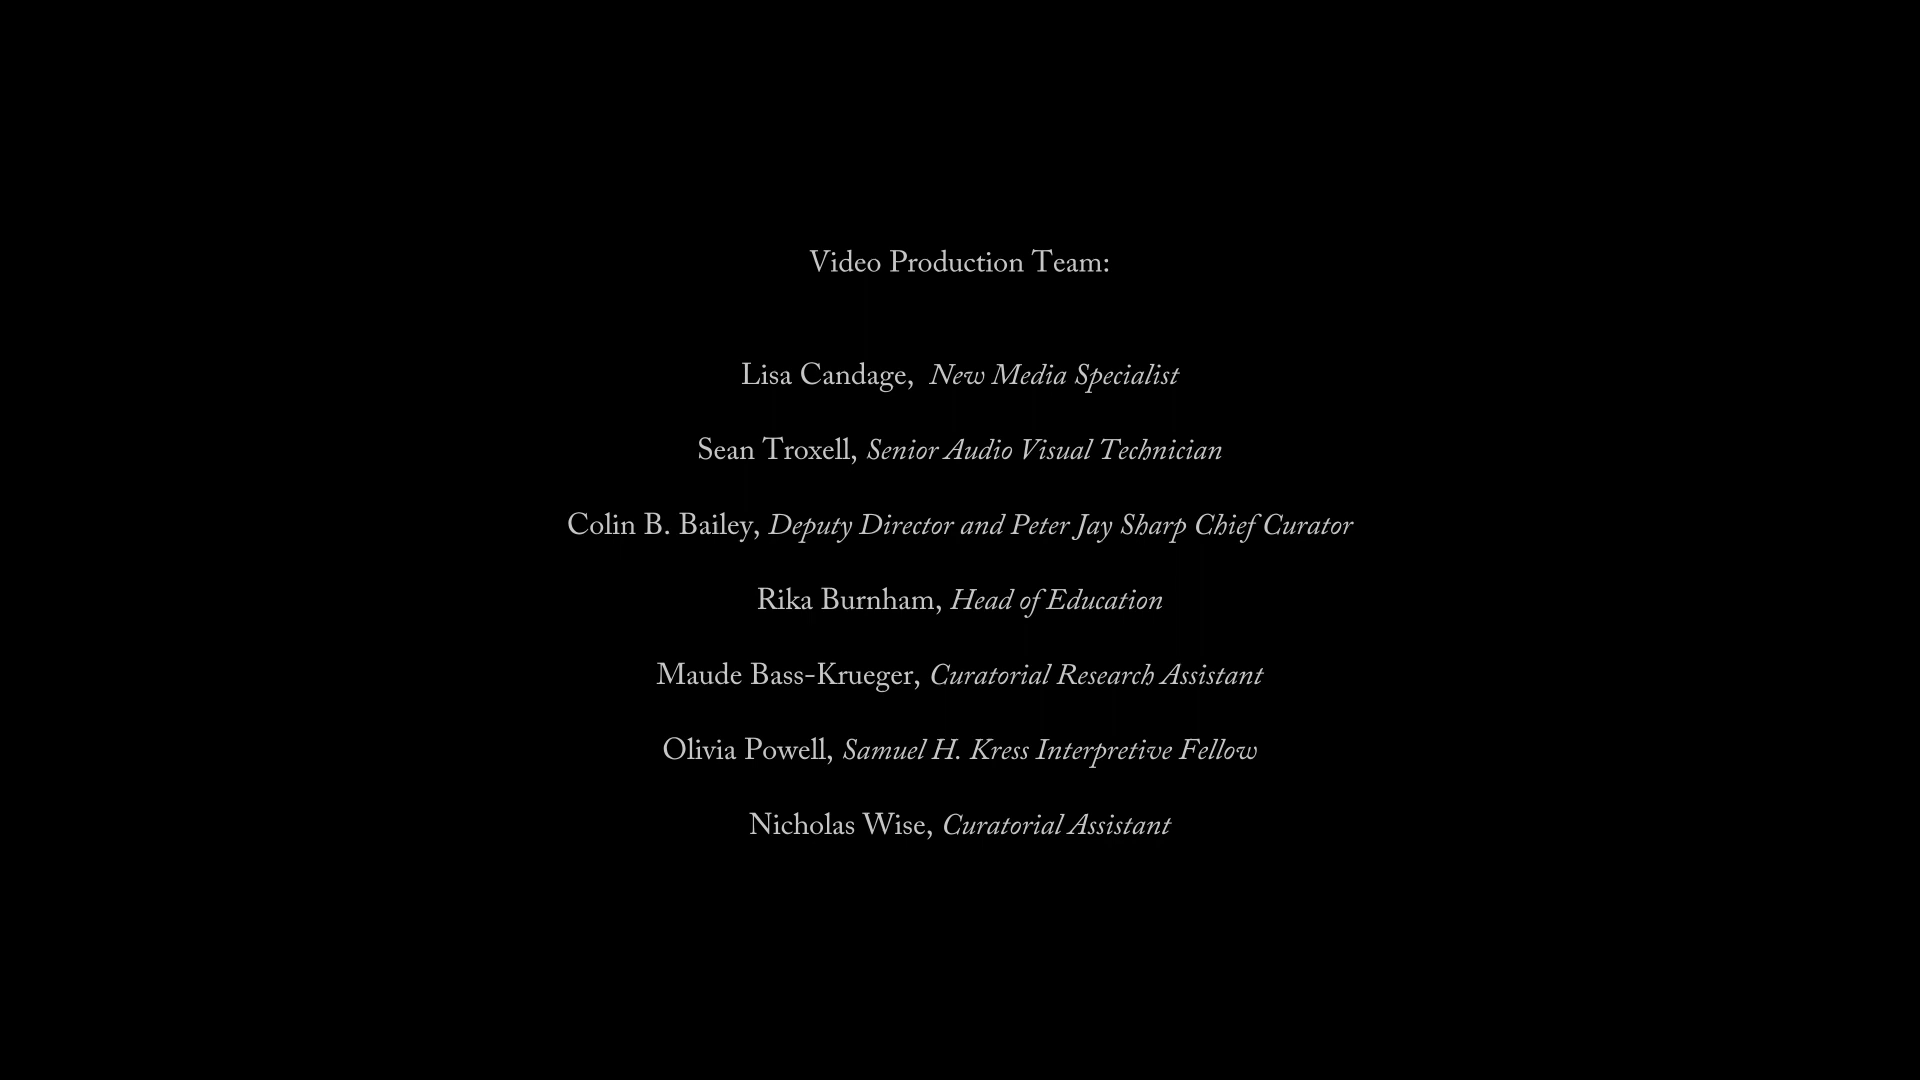 Video Production Team:
Lisa Candage, New Media Specialist
Sean Troxell, Senior Audio Visual Technician
Colin B. Bailey, Deputy Director and Peter Jay Sharp Chief Curator
Rika Burnham, Head of Education
Maude Bass-Krueger, Curatorial Research Assistant
Olivia Powell, Samuel H. Kress Interpretive Fellow
Nicholas Wise, Curatorial Assistant